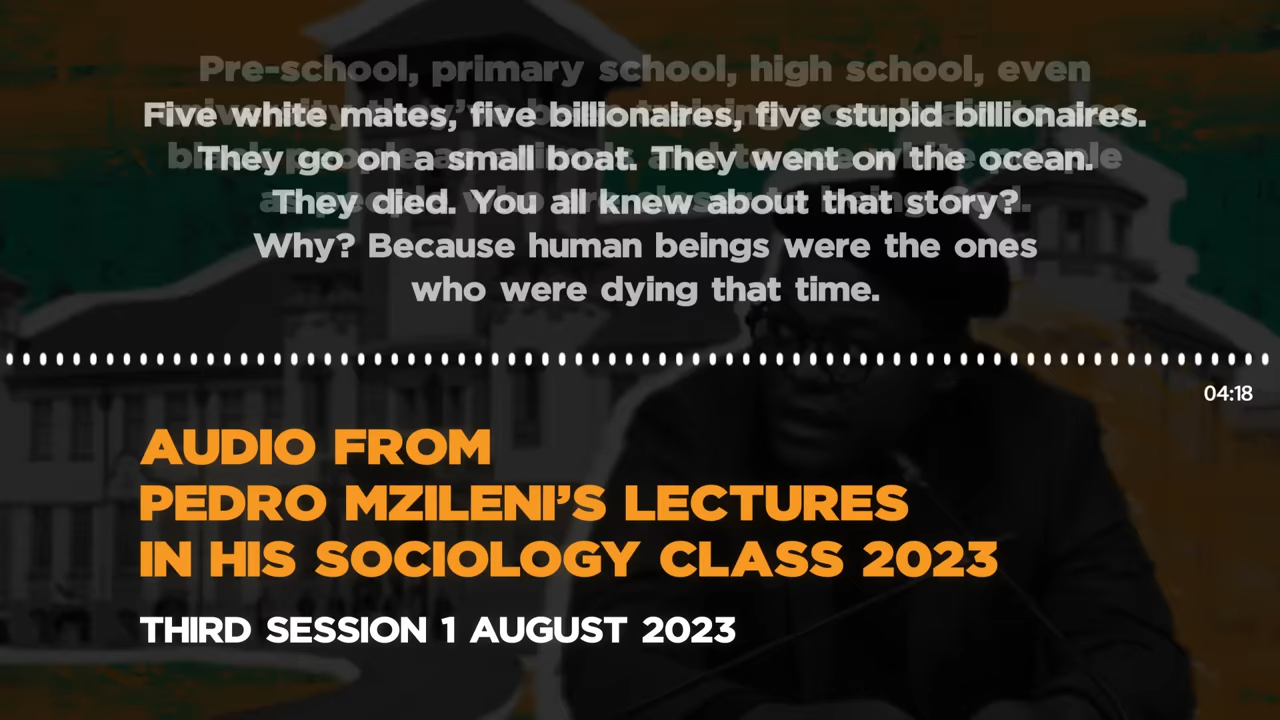 Pre-school, primary school, high school, even
Five white mates, five billionaires, five stupid billionaires.
They go on a small boat. They went on the ocean.
They died. You all knew about that story?
Why? Because human beings were the ones
who were dying that time.
04:18
AUDIO FROM
PEDRO MZILENI'S LECTURES
IN HIS SOCIOLOGY CLASS 2023
THIRD SESSION 1 AUGUST 2023